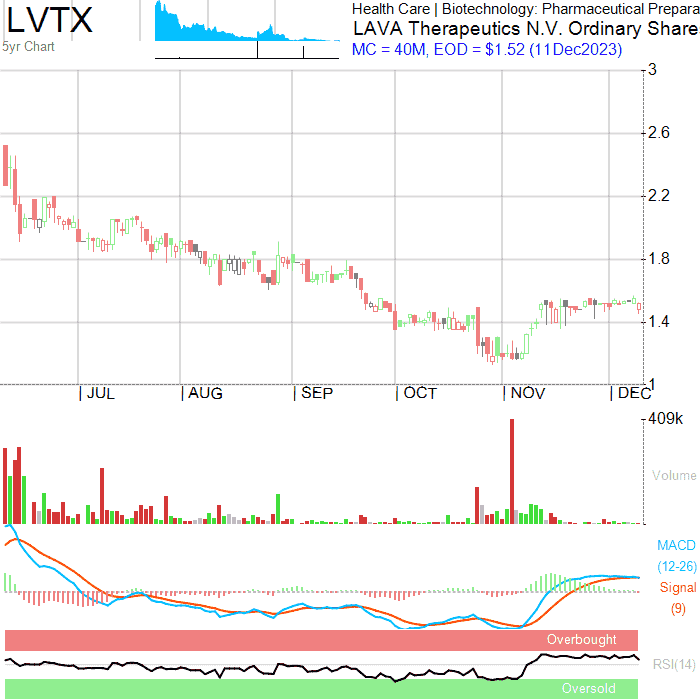 LVTX
5yr Chart
Health Care | Biotechnology: Pharmaceutical Prepara
LAVA Therapeutics N.V. Ordinary Share
MC = 40M, EOD = $1.52 (11Dec2023)
3
2.6
2.2
1.8
1.4
1
JUL
AUG
SEP
OCT
NOV
DEC
409k
Volume
MACD
(12-26)
Signal
(9)
Overbought
RSI(14)
Oversold